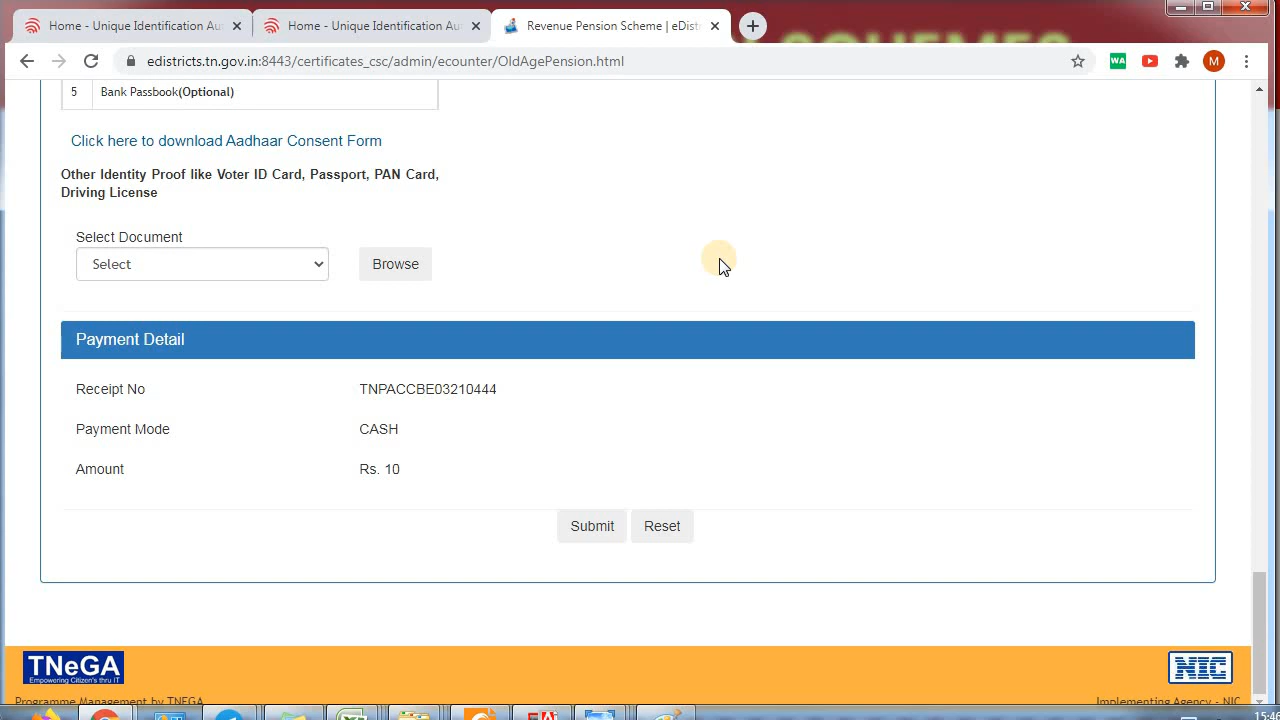 Home - Unique Identification Au
Home - Unique Identification Au
Revenue Pension Scheme | eDist
edistricts.tn.gov.in:8443/certificates_csc/admin/ecounter/OldAgePension.html
WA
M
5 Bank Passbook(Optional)
Click here to download Aadhaar Consent Form
Other Identity Proof like Voter ID Card, Passport, PAN Card,
Driving License
Select Document
Select
Browse
Payment Detail
Receipt No TNPACCBE03210444
Payment Mode CASH
Amount Rs. 10
Submit Reset
TNeGA
Empowering Citizen's thru IT
NIC
Programme Management by TNEGA
Implementing Agency - NIC